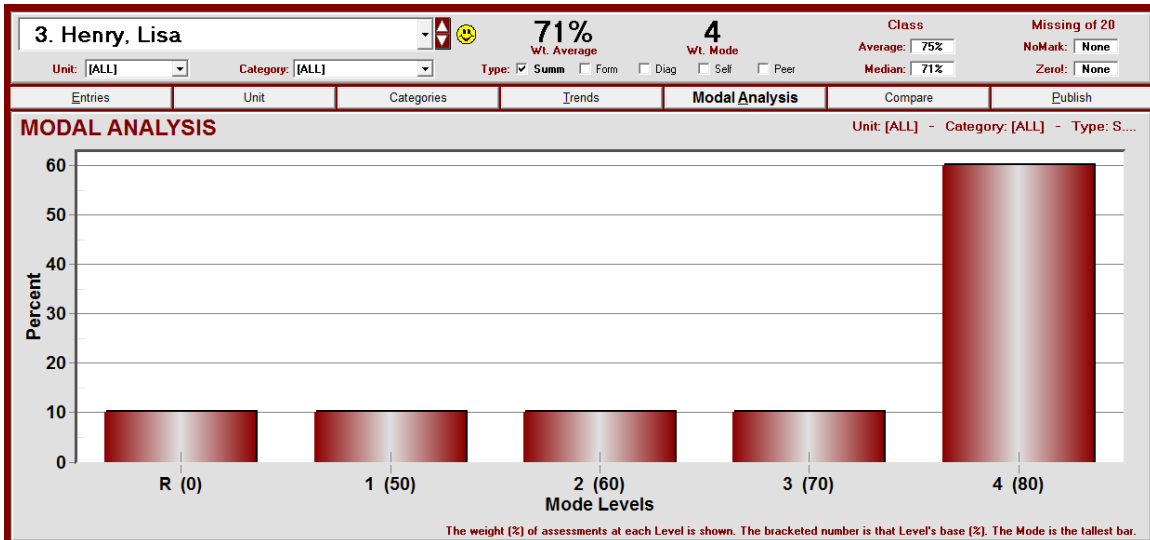 3. Henry, Lisa
71%
Wt. Average
4
Wt. Mode
Class
Average: 75%
Median: 71%
Missing of 20
NoMark: None
Zero!: None
Unit: [ALL]
Category: [ALL]
Type: Summ Form Diag Self Peer
Entries Unit Categories Trends Modal Analysis Compare Publish
MODAL ANALYSIS
Unit: [ALL] - Category: [ALL] - Type: S....
Percent
60
50
40
30
20
10
0
R (0) 1 (50) 2 (60) 3 (70) 4 (80)
Mode Levels
The weight (%) of assessments at each Level is shown. The bracketed number is that Level's base (%). The Mode is the tallest bar.